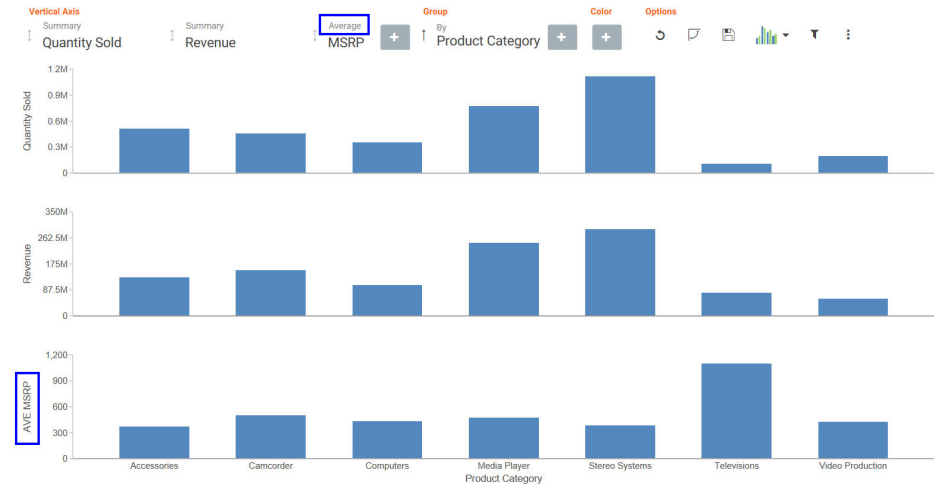 Vertical Axis Group Color Options
Summary Summary Average By
Quantity Sold Revenue MSRP + Product Category + +
1.2M
0.9M
0.6M
0.3M
0
Quantity Sold
350M
262.5M
175M
87.5M
0
Revenue
1,200
900
600
300
0
AVE MSRP
Accessories Camcorder Computers Media Player Stereo Systems Televisions Video Production
Product Category